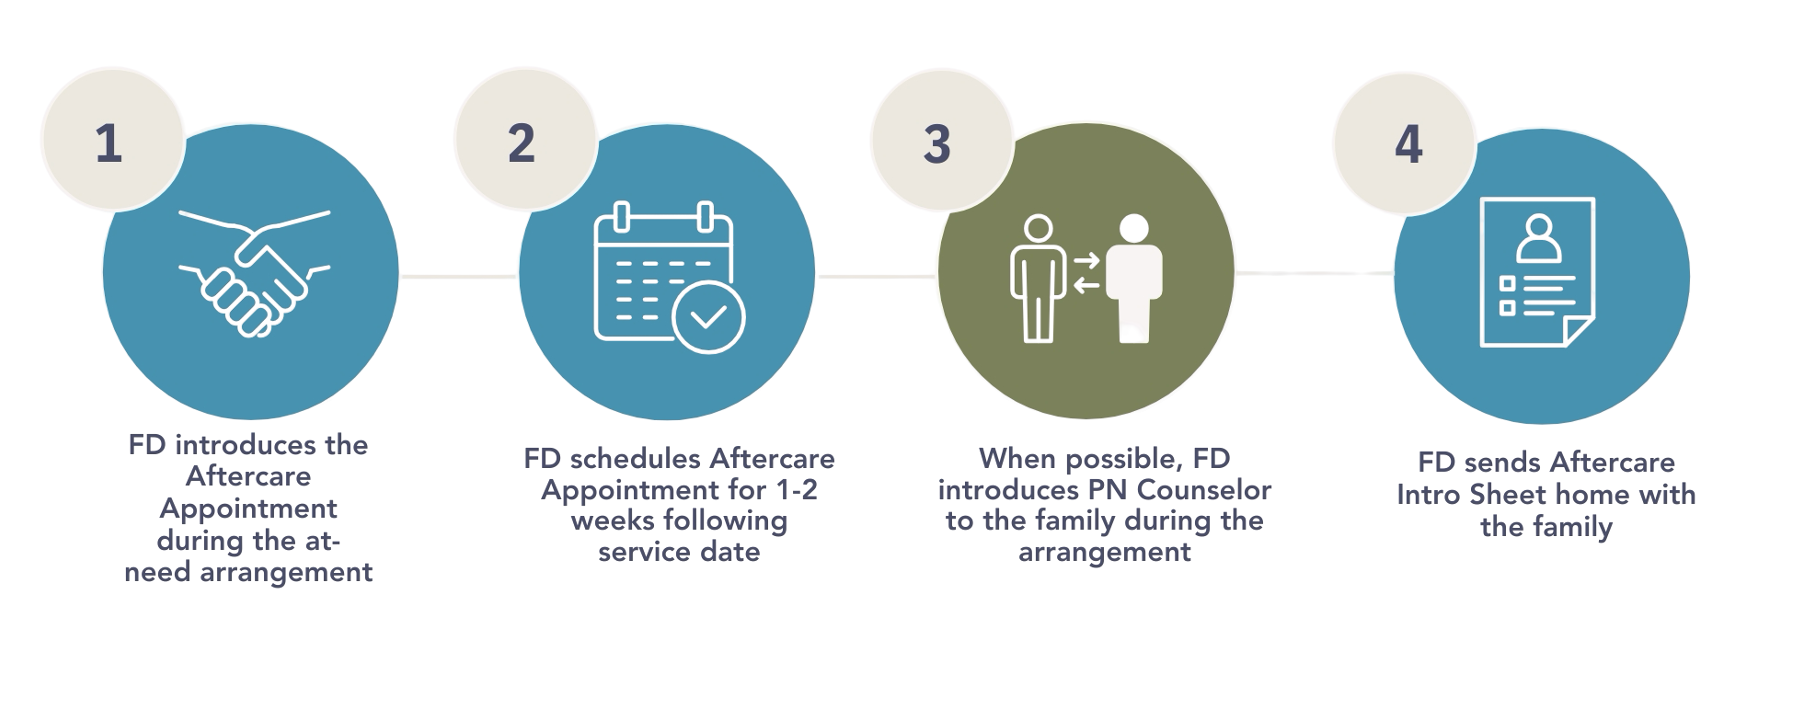 1
FD introduces the
Aftercare
Appointment
during the at-
need arrangement
2
FD schedules Aftercare
Appointment for 1-2
weeks following
service date
3
When possible, FD
introduces PN Counselor
to the family during the
arrangement
4
FD sends Aftercare
Intro Sheet home with
the family